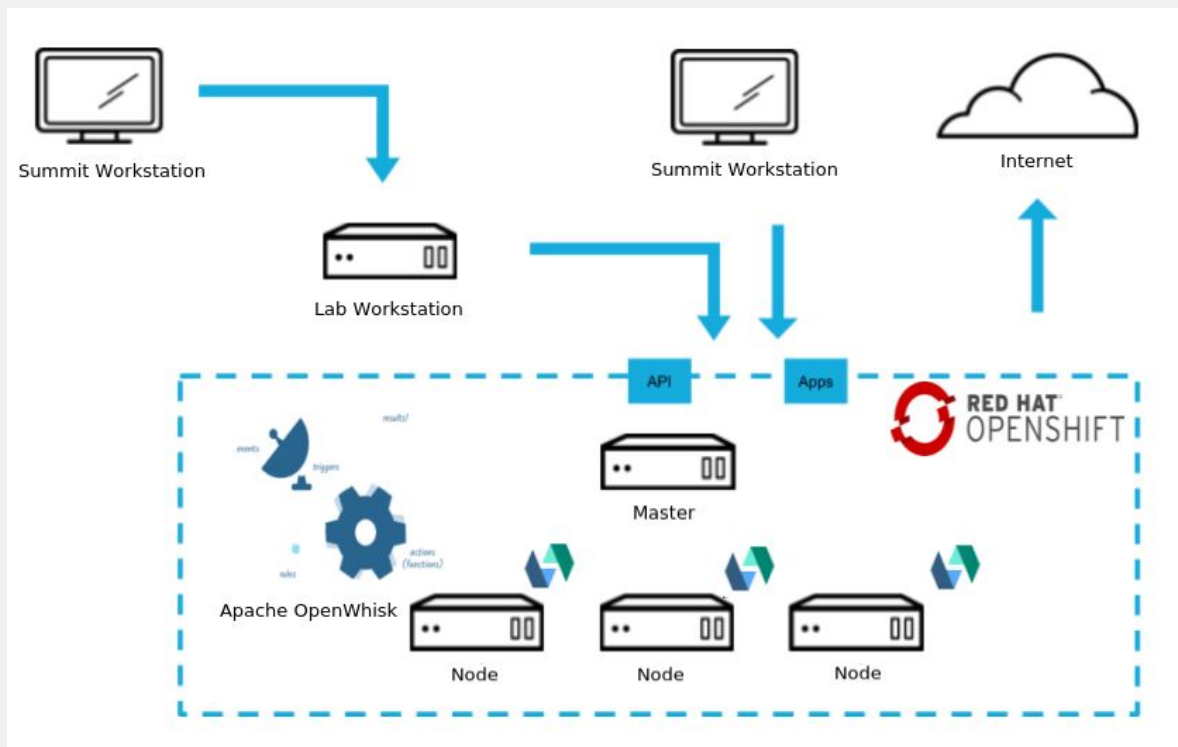 Summit Workstation
Summit Workstation
Internet
Lab Workstation
API
Apps
RED HAT
OPENSHIFT
results!
events
triggers
Master
actions
(functions)
rules
Apache OpenWhisk
Node
Node
Node